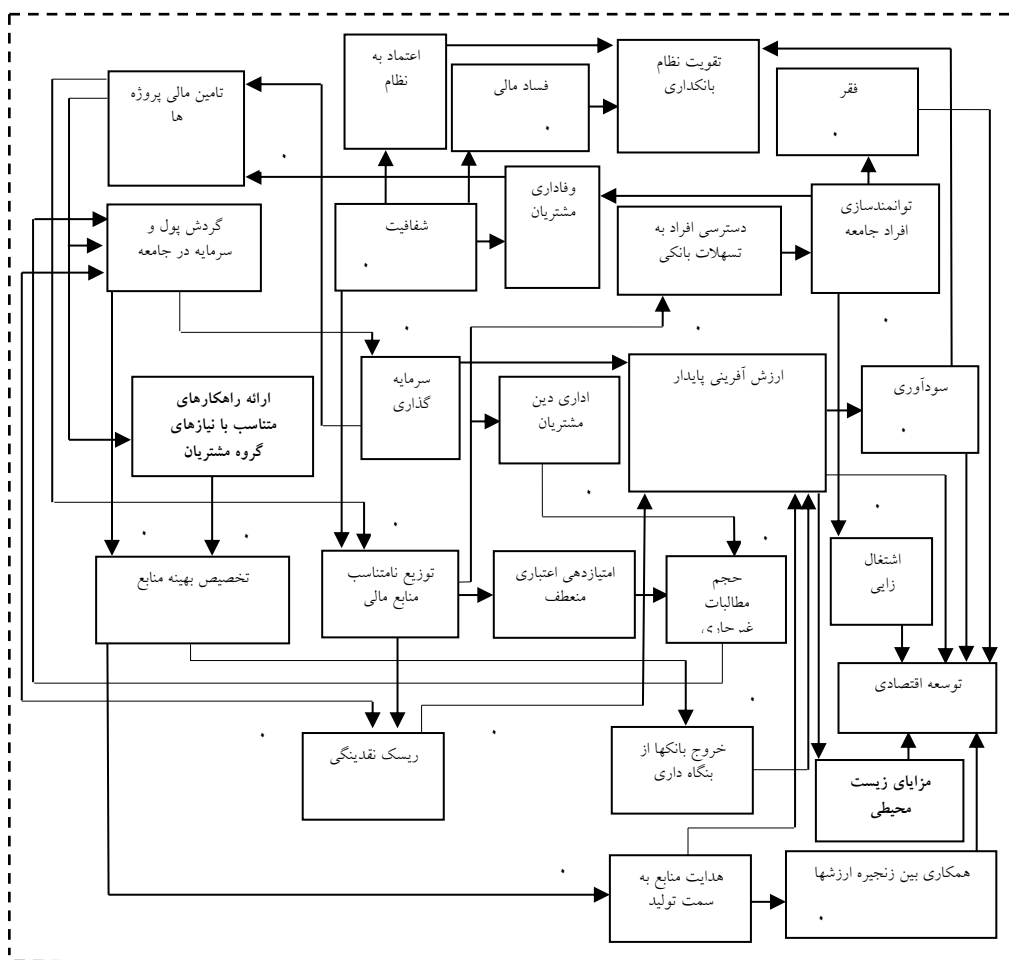 اعتماد به
نظام
تقویت نظام
بانکداری
فساد مالی
تامین مالی پروژه
ها
فقر
وفاداری
مشتریان
توانمندسازی
افراد جامعه
گردش پول و
سرمایه در جامعه
شفافیت
دسترسی افراد به
تسهلات بانکی
سرمایه
گذاری
ارزش آفرینی پایدار
سودآوری
ارائه راهکارهای
متناسب با نیازهای
گروه مشتریان
اداری دین
مشتریان
تخصیص بهینه منابع
توزیع نامتناسب
منابع مالی
امتیازدهی اعتباری
منعطف
حجم
مطالبات
غیرجاری
اشتغال
زایی
توسعه اقتصادی
ریسک نقدینگی
خروج بانکها از
بنگاه داری
مزایای زیست
محیطی
هدایت منابع به
سمت تولید
همکاری بین زنجیره ارزشها